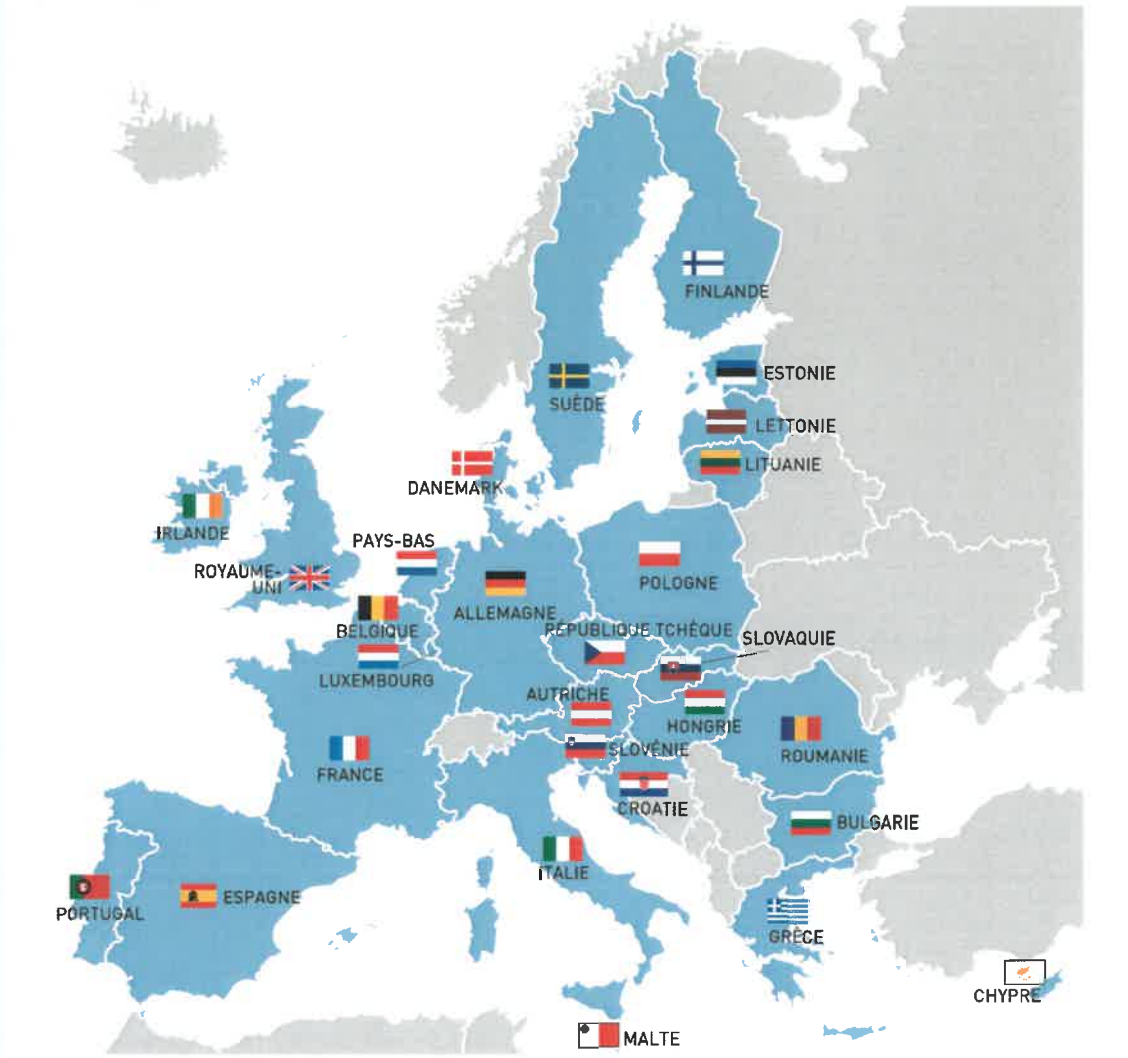 FINLANDE
ESTONIE
SUÈDE
LETTONIE
LITUANIE
DANEMARK
IRLANDE
PAYS-BAS
ROYAUME-
UNI
POLOGNE
ALLEMAGNE
BELGIQUE
RÉPUBLIQUE TCHÈQUE
SLOVAQUIE
LUXEMBOURG
AUTRICHE
HONGRIE
SLOVÉNIE
ROUMANIE
FRANCE
CROATIE
BULGARIE
ITALIE
ESPAGNE
PORTUGAL
GRÈCE
CHYPRE
MALTE